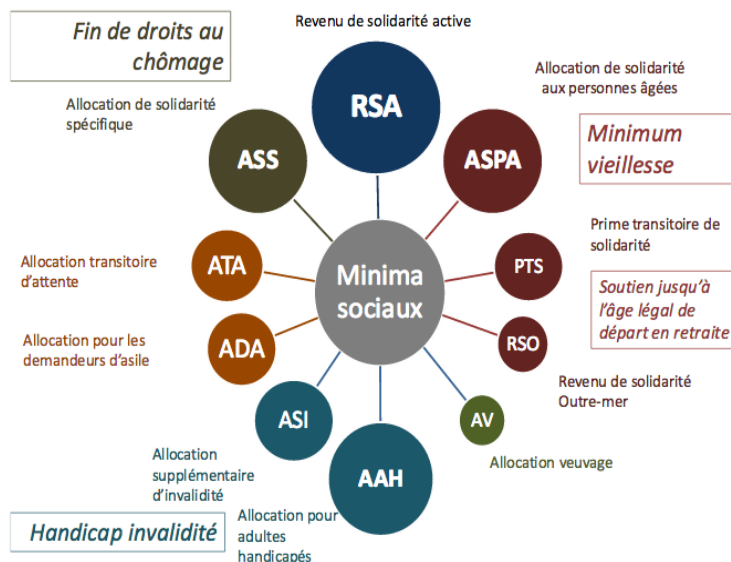 Fin de droits au
chômage
Revenu de solidarité active
RSA
Allocation de solidarité
aux personnes âgées
Allocation de solidarité
spécifique
ASS
ASPA
Minimum
vieillesse
Prime transitoire de
solidarité
Allocation transitoire
d'attente
ATA
Minima
sociaux
PTS
Soutien jusqu'à
l'âge légal de
départ en retraite
Allocation pour les
demandeurs d'asile
ADA
RSO
Revenu de solidarité
Outre-mer
ASI
AV
Allocation veuvage
Allocation
supplémentaire
d'invalidité
AAH
Handicap invalidité
Allocation pour
adultes
handicapés